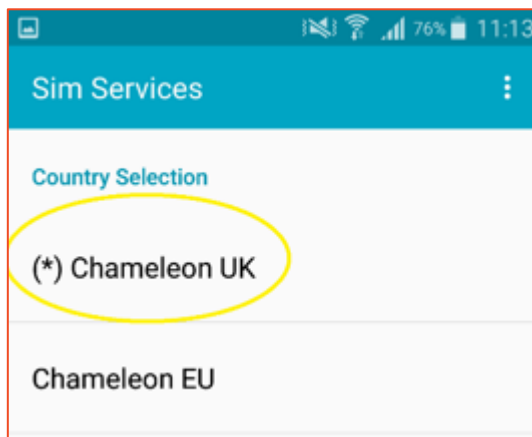 76% 11:13
Sim Services
Country Selection
(*) Chameleon UK
Chameleon EU